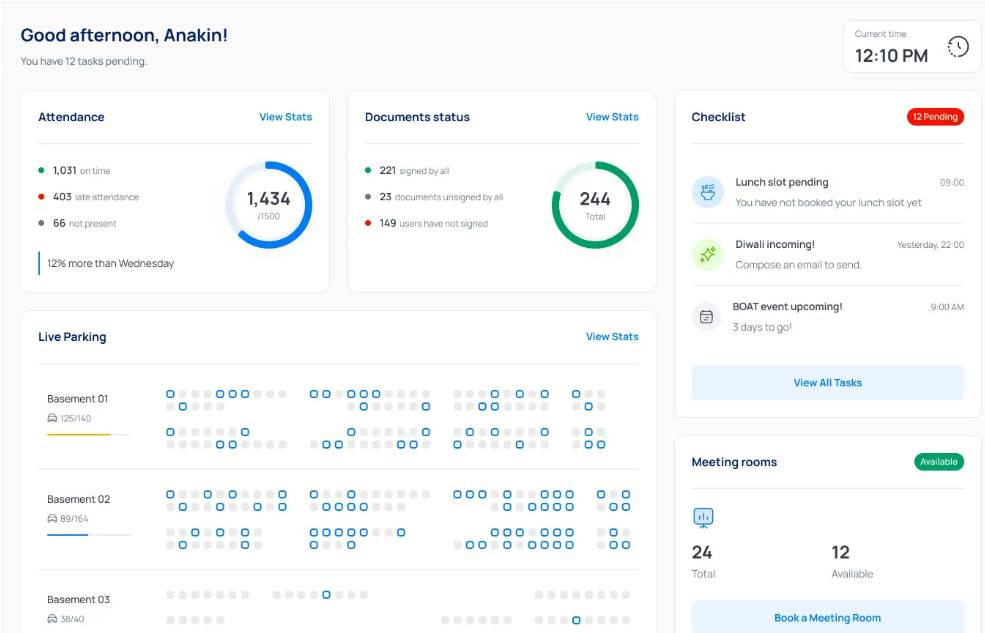 Good afternoon, Anakin!
You have 12 tasks pending.
Current time
12:10 PM
Attendance
View Stats
1,031 on time
403 late attendance
66 not present
1,434
/1500
12% more than Wednesday
Documents status
View Stats
221 signed by all
23 documents unsigned by all
149 users have not signed
244
Total
Checklist
12 Pending
Lunch slot pending
09:00
You have not booked your lunch slot yet
Diwali incoming!
Yesterday, 22:00
Compose an email to send.
BOAT event upcoming!
9:00 AM
3 days to go!
View All Tasks
Live Parking
View Stats
Basement 01
125/140
Basement 02
89/164
Basement 03
38/40
Meeting rooms
Available
24
Total
12
Available
Book a Meeting Room